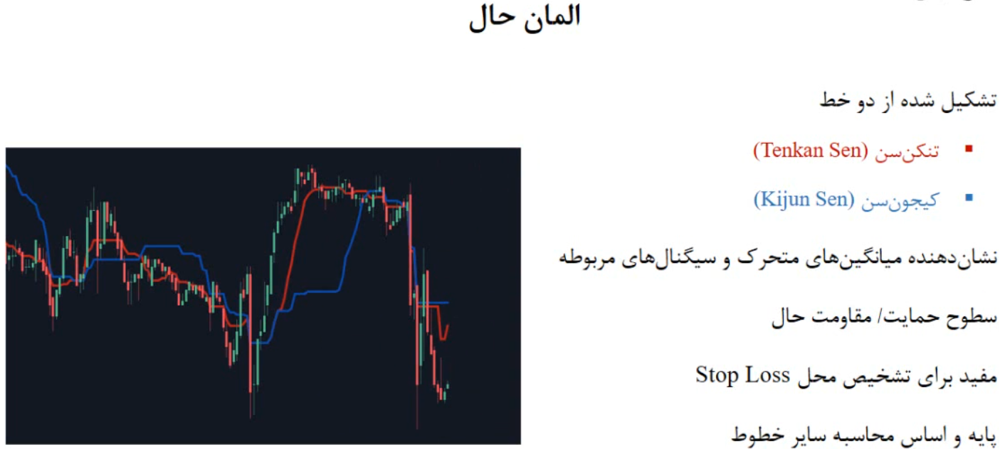 المان حال
تشکیل شده از دو خط
▪ تنکن‌سن (Tenkan Sen)
▪ کیجون‌سن (Kijun Sen)
نشان‌دهنده میانگین‌های متحرک و سیگنال‌های مربوطه
سطوح حمایت/ مقاومت حال
مفید برای تشخیص محل Stop Loss
پایه و اساس محاسبه سایر خطوط